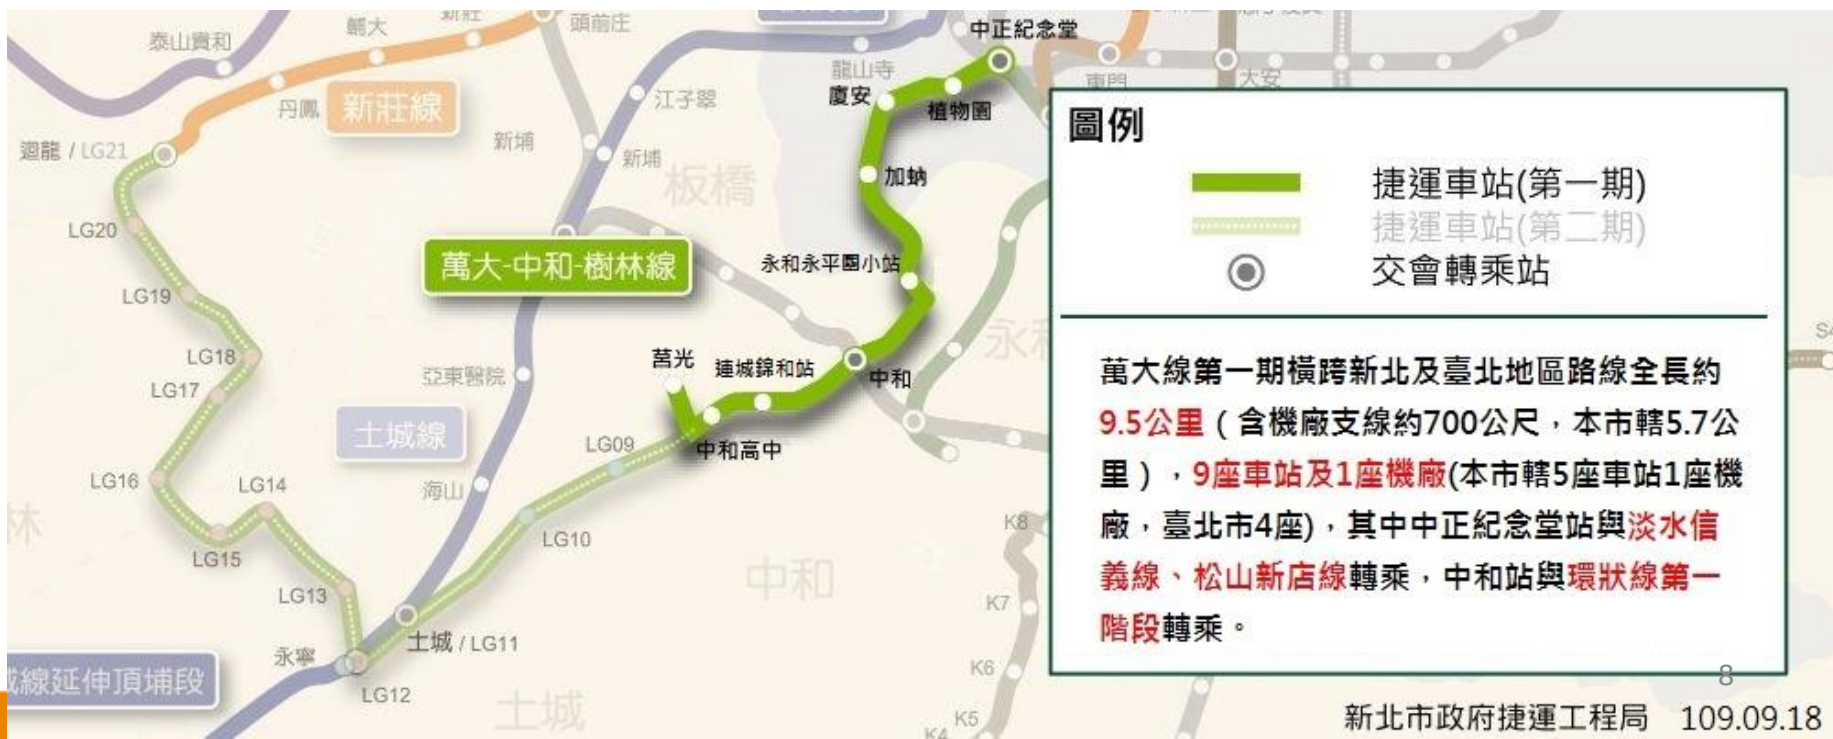 中正紀念堂
泰山貴和
輔大
新莊
頭前庄
龍山寺
東門
大安
廈安
植物園
丹鳳
新莊線
江子翠
新埔
新埔
迴龍 / LG21
板橋
加蚋
LG20
萬大-中和-樹林線
永和永平國小站
LG19
LG18
LG17
莒光
連城錦和站
中和
亞東醫院
土城線
LG09
中和高中
LG16
LG14
海山
LG10
LG15
LG13
中和
土城 / LG11
永寧
LG12
線延伸頂埔段
土城
K8
K7
K6
K5
K4
林
圖例
捷運車站(第一期)
捷運車站(第二期)
交會轉乘站
萬大線第一期橫跨新北及臺北地區路線全長約
9.5公里（含機廠支線約700公尺，本市轄5.7公
里），9座車站及1座機廠(本市轄5座車站1座機
廠，臺北市4座)，其中中正紀念堂站與淡水信
義線、松山新店線轉乘，中和站與環狀線第一
階段轉乘。
8
新北市政府捷運工程局 109.09.18